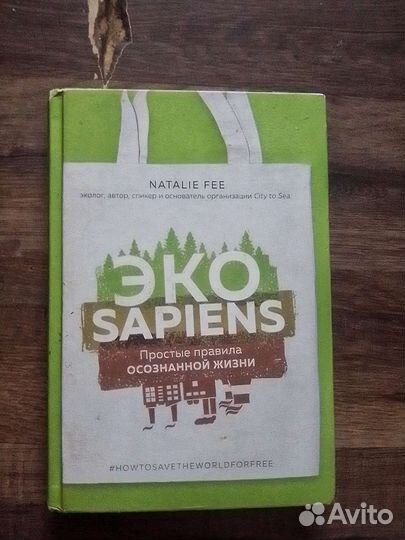 NATALIE FEE
эколог, автор, спикер и основатель организации City to Sea
ЭКО
SAPIENS
Простые правила
ОСОЗНАННОЙ ЖИЗНИ
#HOWTOSAVETHEWORLDFORFREE
Avito